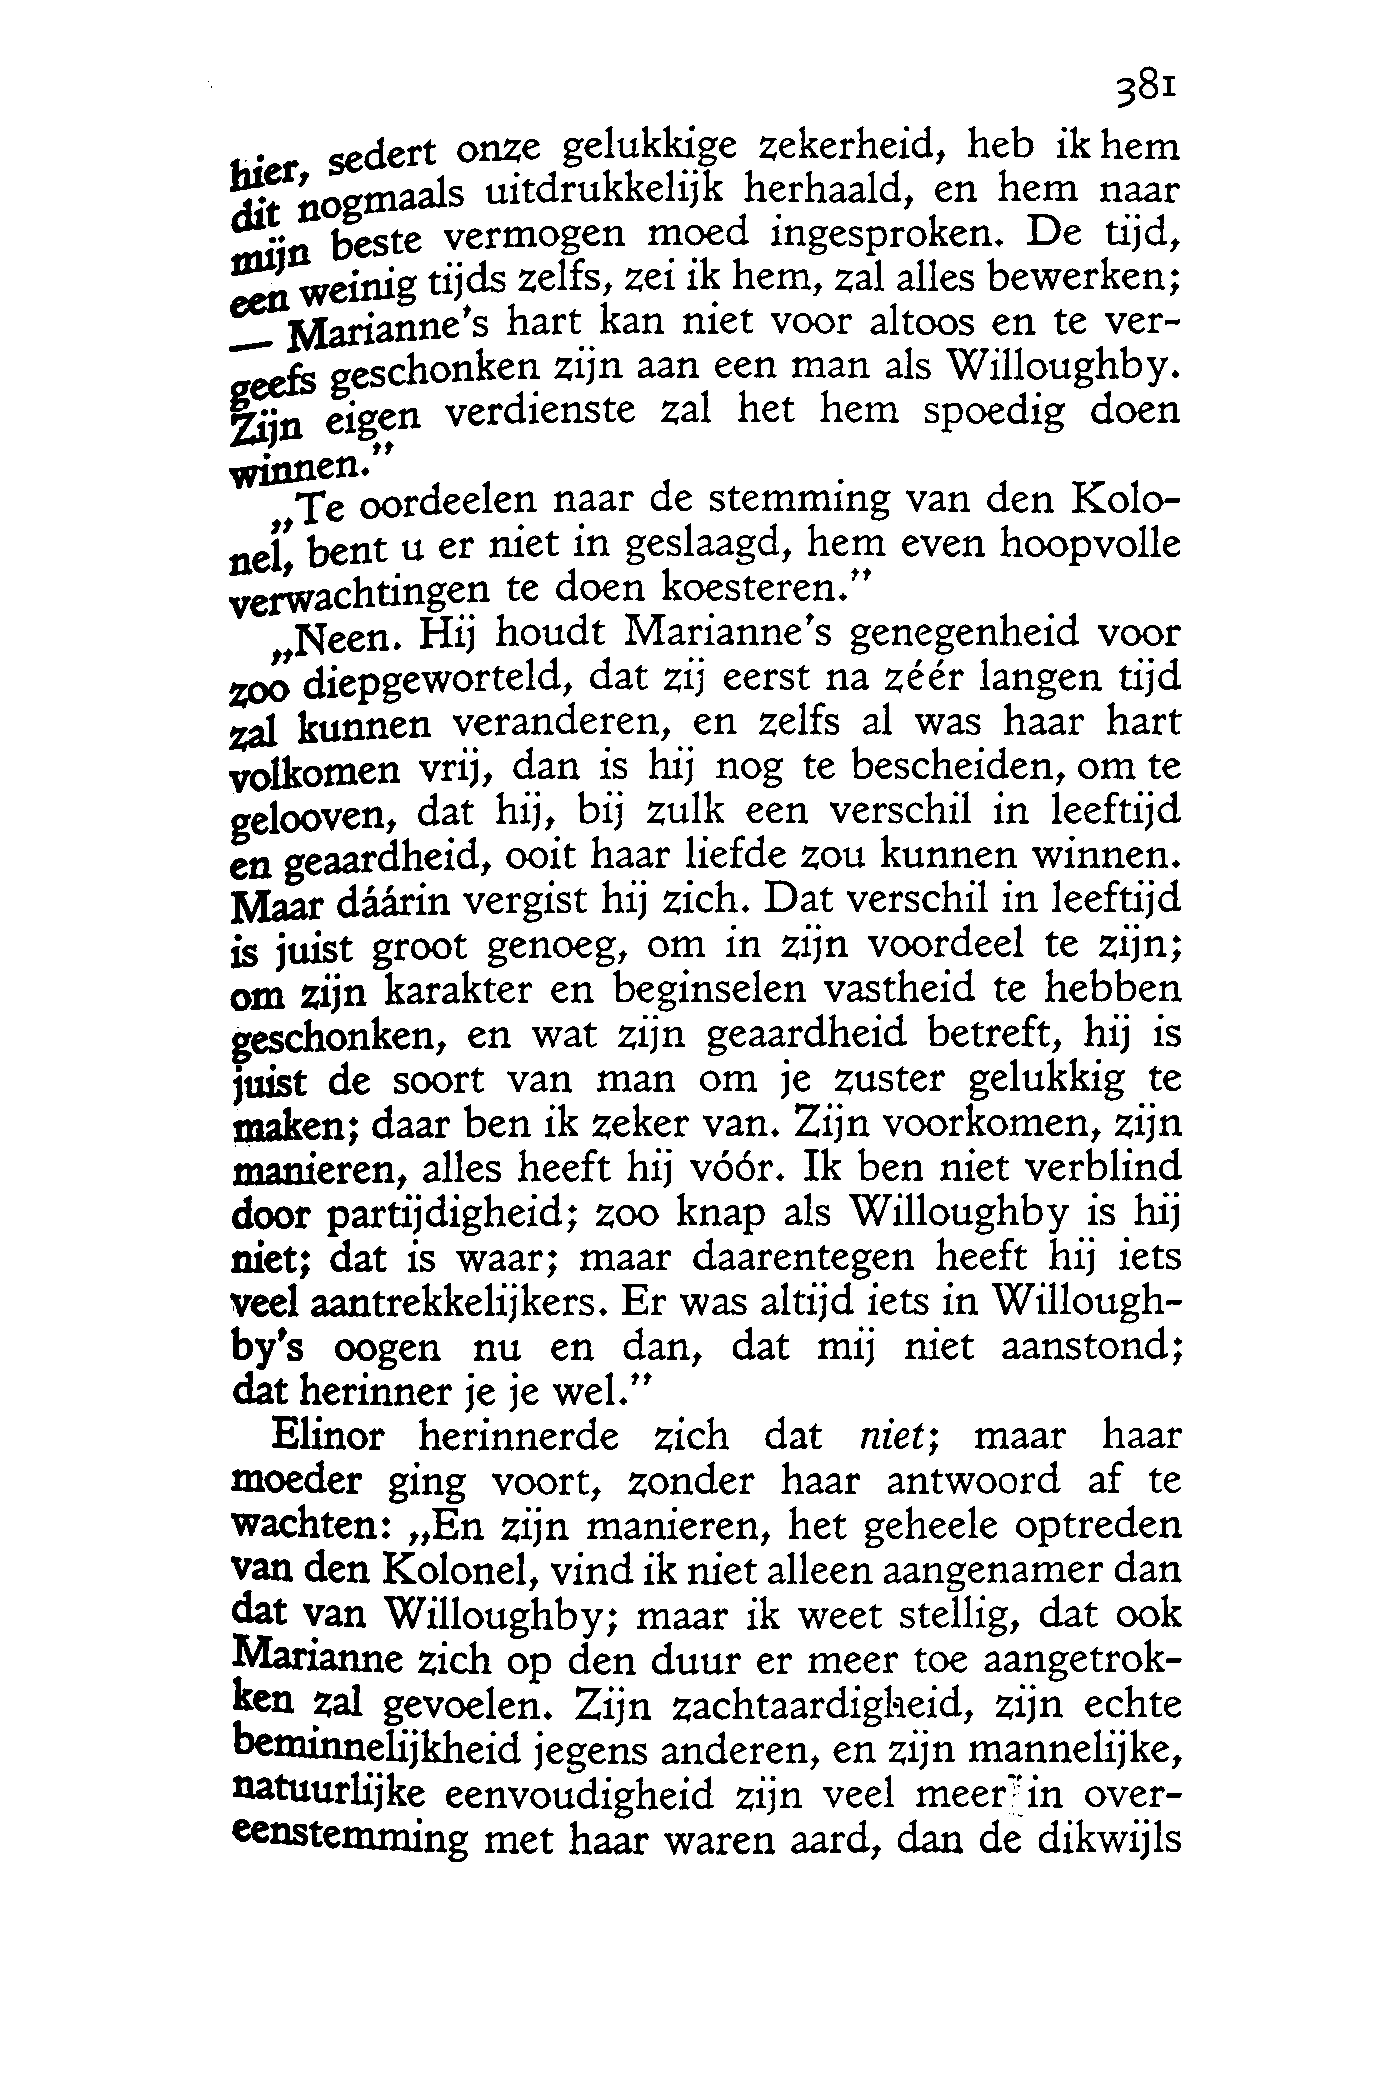 381
hier, sedert onze gelukkige zekerheid, heb ik hem
dit nogmaals uitdrukkelijk herhaald, en hem naar
mijn beste vermogen moed ingesproken. De tijd,
een weinig tijds zelfs, zei ik hem, zal alles bewerken;
— Marianne's hart kan niet voor altoos en te ver-
geefs geschonken zijn aan een man als Willoughby.
Zijn eigen verdienste zal het hem spoedig doen
winnen.”
„Te oordeelen naar de stemming van den Kolo-
nel, bent u er niet in geslaagd, hem even hoopvolle
verwachtingen te doen koesteren.”
„Neen. Hij houdt Marianne's genegenheid voor
zoo diepgeworteld, dat zij eerst na zéér langen tijd
zal kunnen veranderen, en zelfs al was haar hart
volkomen vrij, dan is hij nog te bescheiden, om te
gelooven, dat hij, bij zulk een verschil in leeftijd
en geaardheid, ooit haar liefde zou kunnen winnen.
Maar dáárin vergist hij zich. Dat verschil in leeftijd
is juist groot genoeg, om in zijn voordeel te zijn;
om zijn karakter en beginselen vastheid te hebben
geschonken, en wat zijn geaardheid betreft, hij is
juist de soort van man om je zuster gelukkig te
maken; daar ben ik zeker van. Zijn voorkomen, zijn
manieren, alles heeft hij vóór. Ik ben niet verblind
door partijdigheid; zoo knap als Willoughby is hij
niet; dat is waar; maar daarentegen heeft hij iets
veel aantrekkelijkers. Er was altijd iets in Willough-
by's oogen nu en dan, dat mij niet aanstond;
dat herinner je je wel.”
Elinor herinnerde zich dat niet; maar haar
moeder ging voort, zonder haar antwoord af te
wachten: „En zijn manieren, het geheele optreden
van den Kolonel, vind ik niet alleen aangenamer dan
dat van Willoughby; maar ik weet stellig, dat ook
Marianne zich op den duur er meer toe aangetrok-
ken zal gevoelen. Zijn zachtaardigheid, zijn echte
beminnelijkheid jegens anderen, en zijn mannelijke,
natuurlijke eenvoudigheid zijn veel meer in over-
eenstemming met haar waren aard, dan de dikwijls